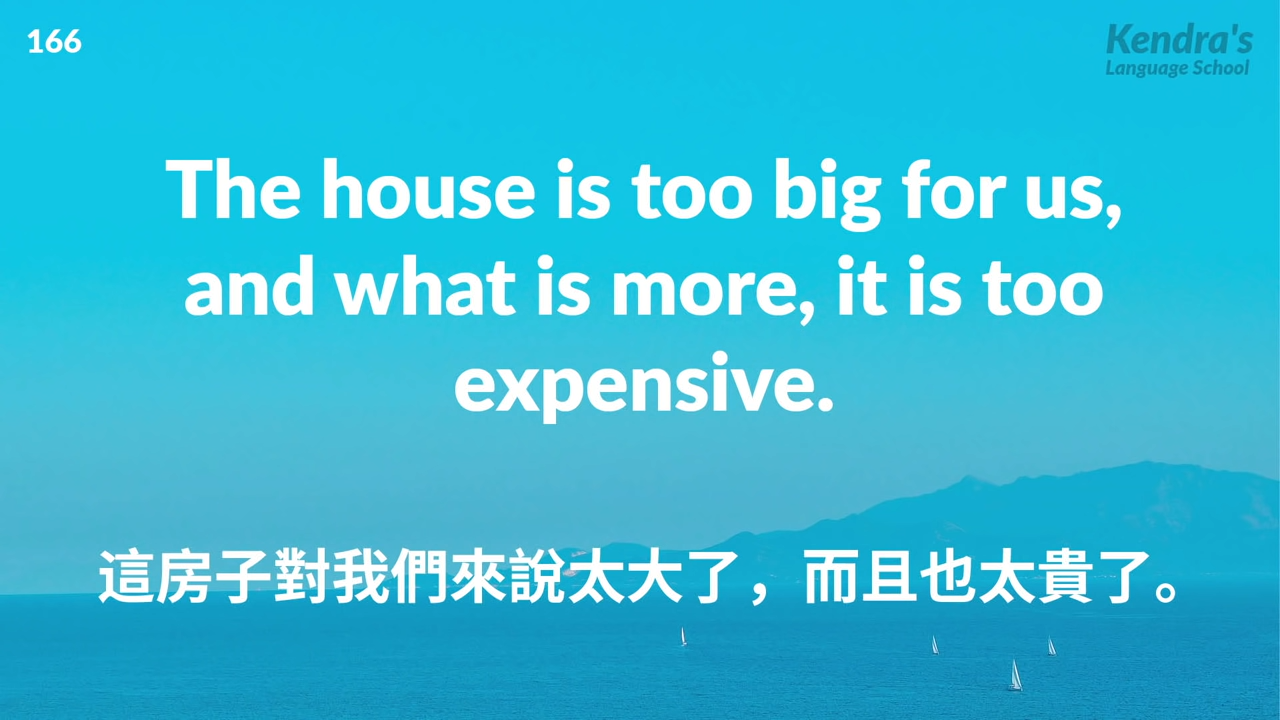 166
Kendra's
Language School
The house is too big for us,
and what is more, it is too
expensive.
這房子對我們來說太大了，而且也太貴了。